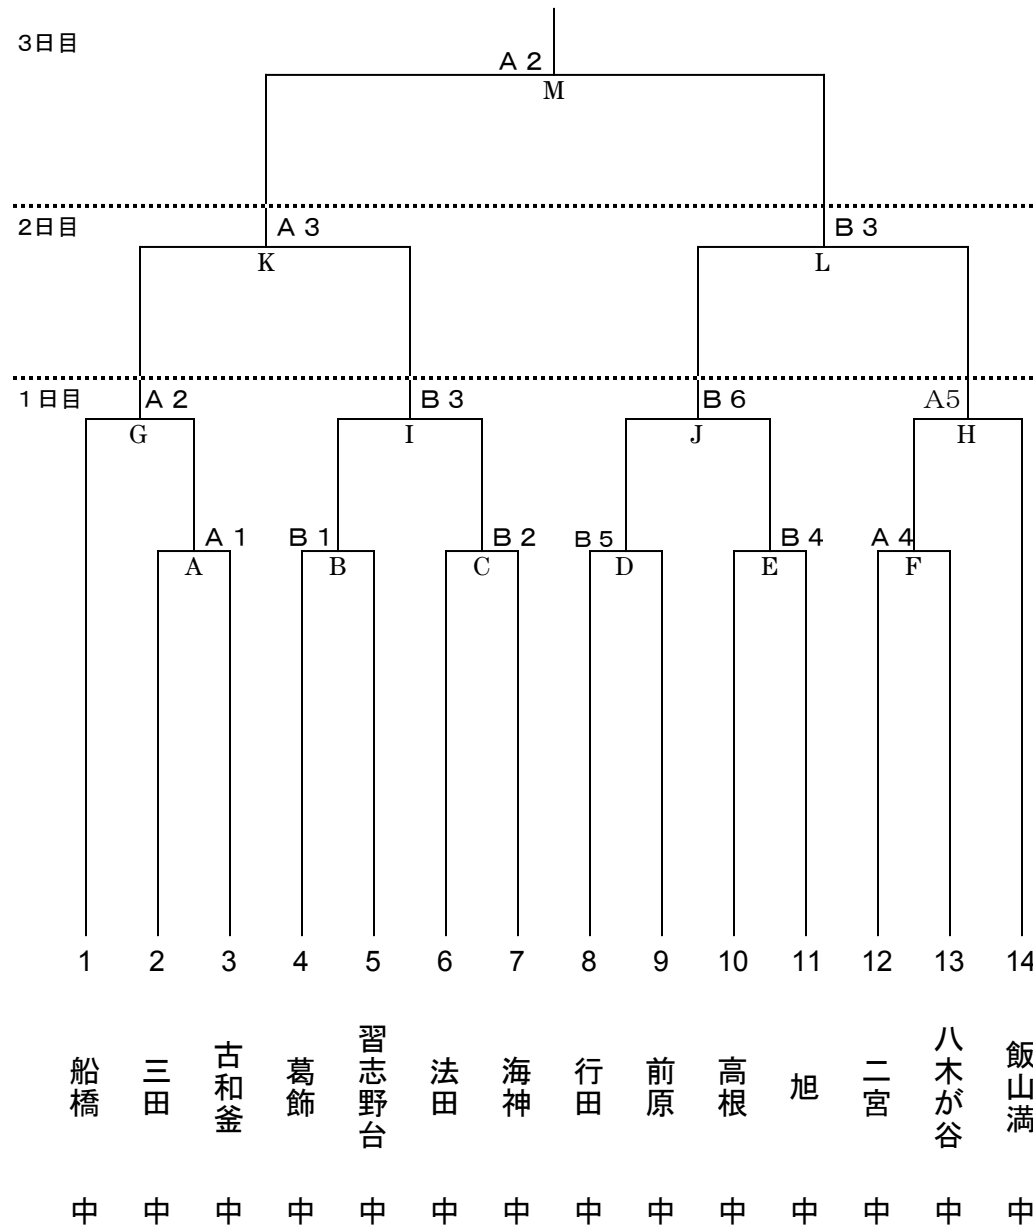 3日目
A 2
M
2日目
A 3
B 3
K
L
1日目
A 2
B 3
B 6
A5
G
I
J
H
A 1
B 1
B 2
B 5
B 4
A 4
A
B
C
D
E
F
1 2 3 4 5 6 7 8 9 10 11 12 13 14
船橋中
三田中
古和釜中
葛飾中
習志野台中
法田中
海神中
行田中
前原中
高根中
旭中
二宮中
八木が谷中
飯山満中